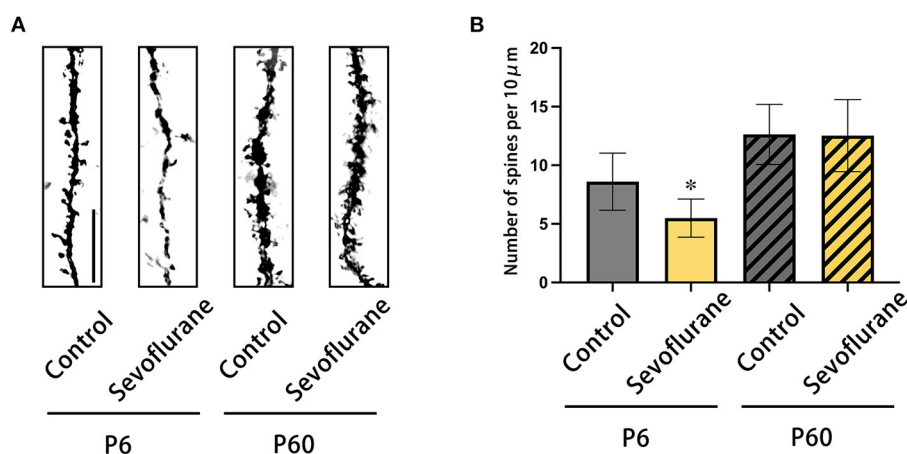 A
Control
Sevoflurane
Control
Sevoflurane
P6
P60
B
Number of spines per 10 μm
20
15
10
5
0
*
Control
Sevoflurane
Control
Sevoflurane
P6
P60